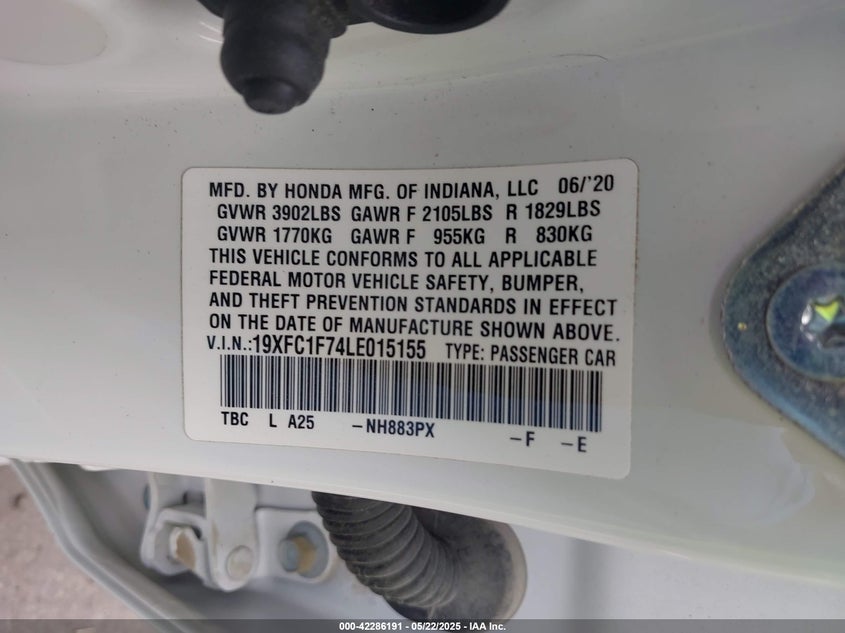 MFD. BY HONDA MFG. OF INDIANA, LLC 06/'20
GVWR 3902LBS GAWR F 2105LBS R 1829LBS
GVWR 1770KG GAWR F 955KG R 830KG
THIS VEHICLE CONFORMS TO ALL APPLICABLE
FEDERAL MOTOR VEHICLE SAFETY, BUMPER,
AND THEFT PREVENTION STANDARDS IN EFFECT
ON THE DATE OF MANUFACTURE SHOWN ABOVE.
V.I.N.:19XFC1F74LE015155 TYPE: PASSENGER CAR
TBC L A25 -NH883PX
-F -E
000-42286191 - 05/22/2025 - IAA Inc.